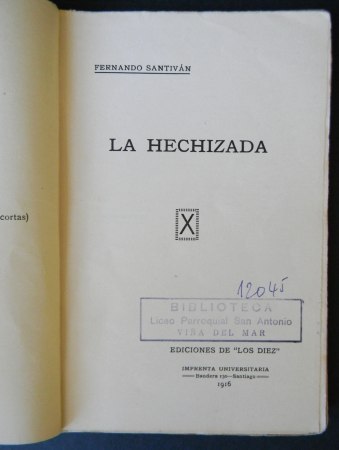 cortas)
FERNANDO SANTIVÁN
LA HECHIZADA
X
12045
BIBLIOTECA
Liceo Parroquial San Antonio
VIÑA DEL MAR
EDICIONES DE "LOS DIEZ"
IMPRENTA UNIVERSITARIA
Bandera 130—Santiago
1916